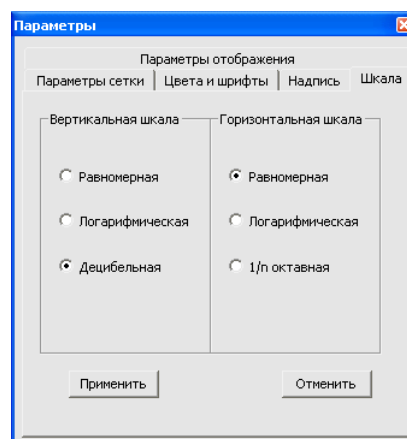 Параметры
Параметры отображения
Параметры сетки Цвета и шрифты Надпись Шкала
Вертикальная шкала Горизонтальная шкала
Равномерная Равномерная
Логарифмическая Логарифмическая
Децибельная 1/n октавная
Применить Отменить